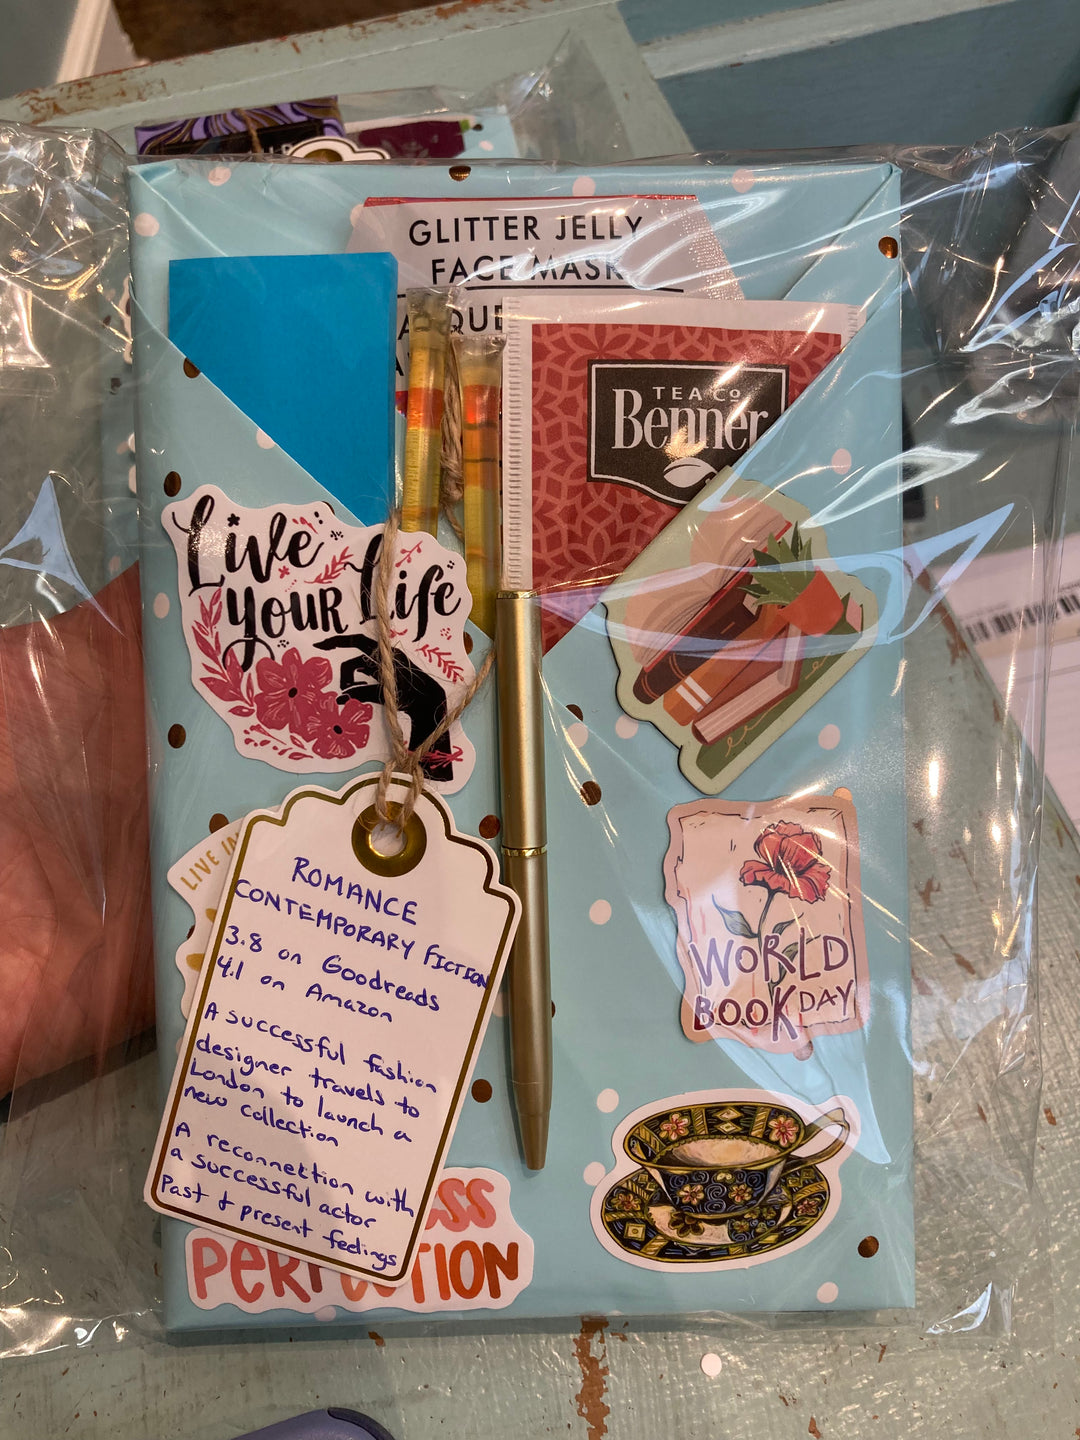 GLITTER JELLY
FACE MASK
TEA CO
Benner
Live
your Life
LIVE
ROMANCE
CONTEMPORARY FICTION
3.8 on Goodreads
4.1 on Amazon
A successful fashion
designer travels to
London to launch a
new collection
A reconnection with
a successful actor
Past & present feelings
WORLD
BOOK DAY